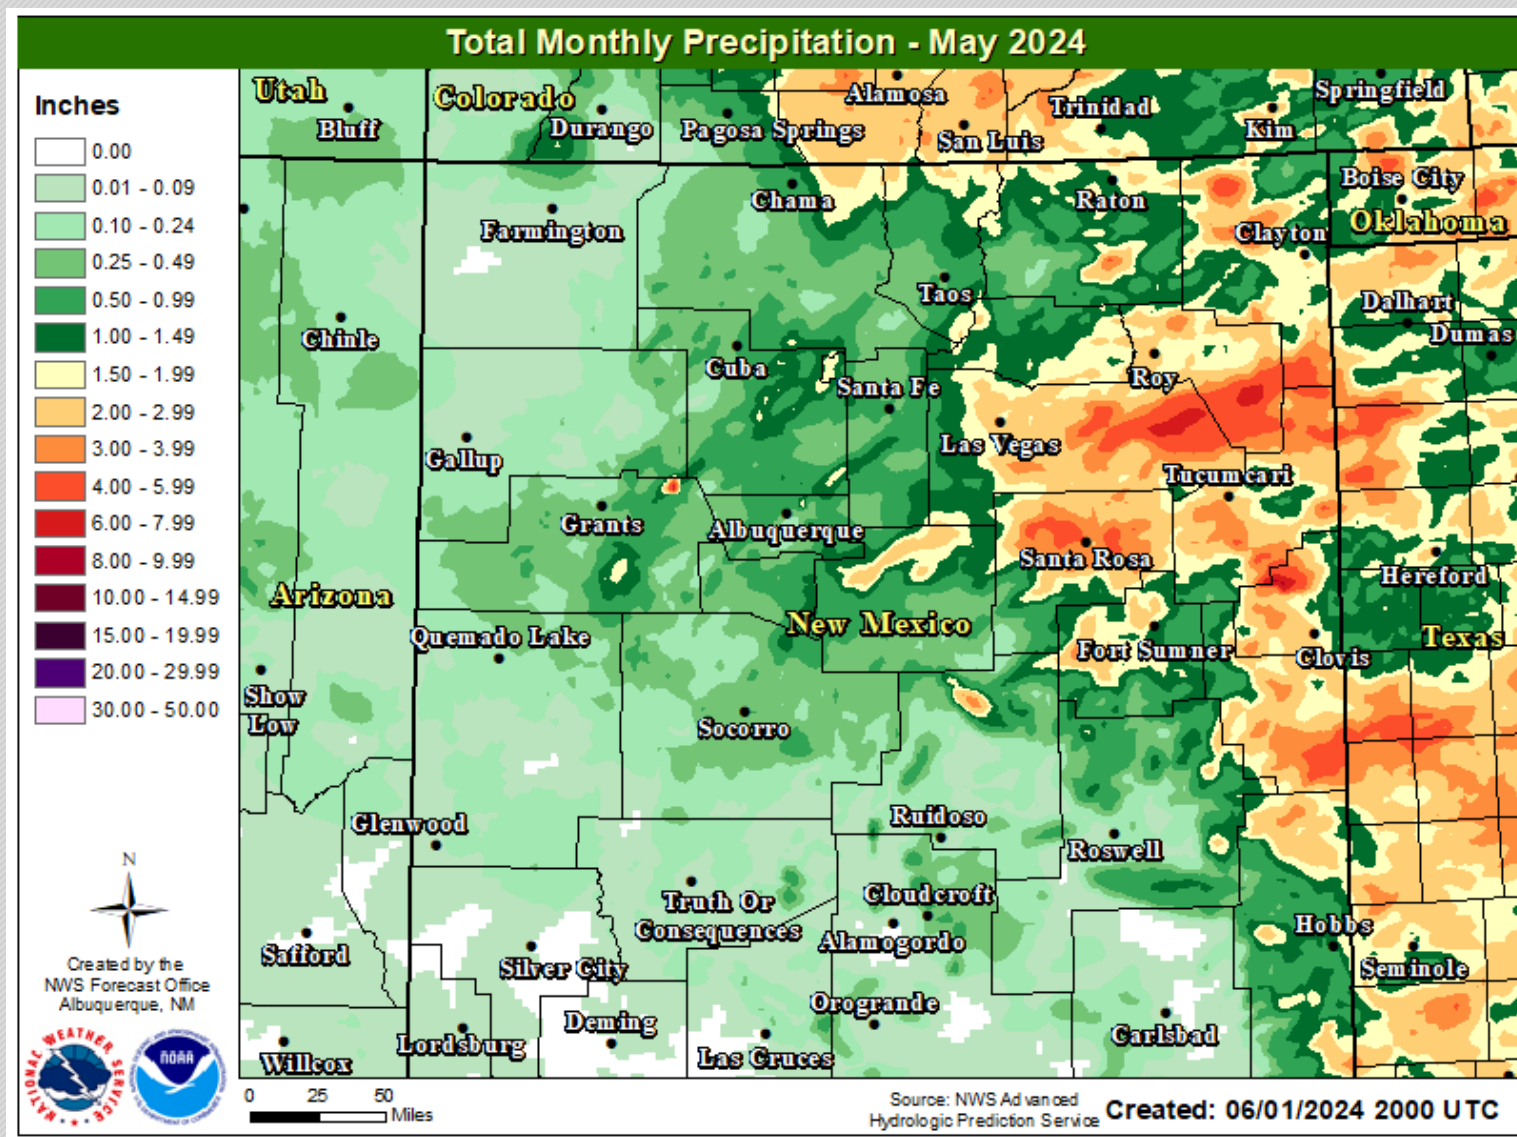 Total Monthly Precipitation - May 2024
Inches
0.00
0.01 - 0.09
0.10 - 0.24
0.25 - 0.49
0.50 - 0.99
1.00 - 1.49
1.50 - 1.99
2.00 - 2.99
3.00 - 3.99
4.00 - 5.99
6.00 - 7.99
8.00 - 9.99
10.00 - 14.99
15.00 - 19.99
20.00 - 29.99
30.00 - 50.00
Utah
Colorado
Bluff
Durango
Pagosa Springs
Alamosa
San Luis
Trinidad
Kim
Springfield
Farmington
Chama
Raton
Boise City
Oklahoma
Clayton
Taos
Dalhart
Dumas
Chinle
Cuba
Santa Fe
Roy
Gallup
Las Vegas
Tucumcari
Grants
Albuquerque
Santa Rosa
Hereford
Arizona
New Mexico
Texas
Quemado Lake
Fort Sumner
Clovis
Show
Low
Socorro
Glenwood
Ruidoso
Roswell
Truth Or
Consequences
Cloudcroft
Alamogordo
Hobbs
Seminole
Safford
Silver City
Orogrande
Deming
Carlsbad
Willcox
Lordsburg
Las Cruces
N
Created by the
NWS Forecast Office
Albuquerque, NM
NATIONAL WEATHER SERVICE
NOAA
0 25 50
Miles
Source: NWS Advanced
Hydrologic Prediction Service
Created: 06/01/2024 2000 UTC